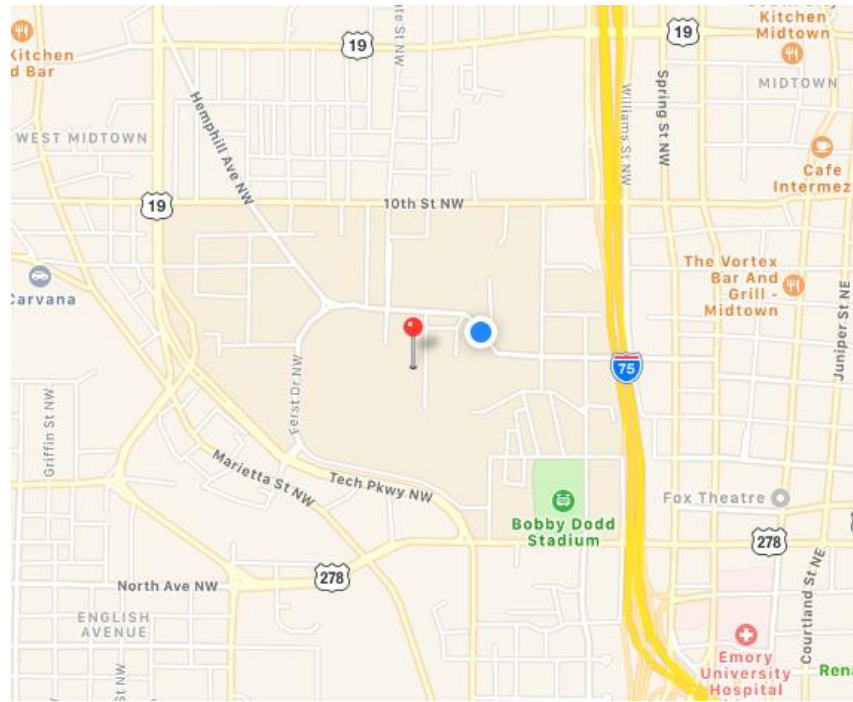 Kitchen
Midtown
19
19
Kitchen
d Bar
MIDTOWN
Hemphill Ave NW
Williams St NW
Spring St NW
WEST MIDTOWN
Cafe
Intermez
19
10th St NW
The Vortex
Bar And
Grill -
Midtown
Carvana
Juniper St NE
75
Ferst Dr NW
Griffin St NW
Marietta St NW
Tech Pkwy NW
Fox Theatre
Bobby Dodd
Stadium
278
278
North Ave NW
Courtland St NE
ENGLISH
AVENUE
Emory
University
Hospital
Rena
St NW